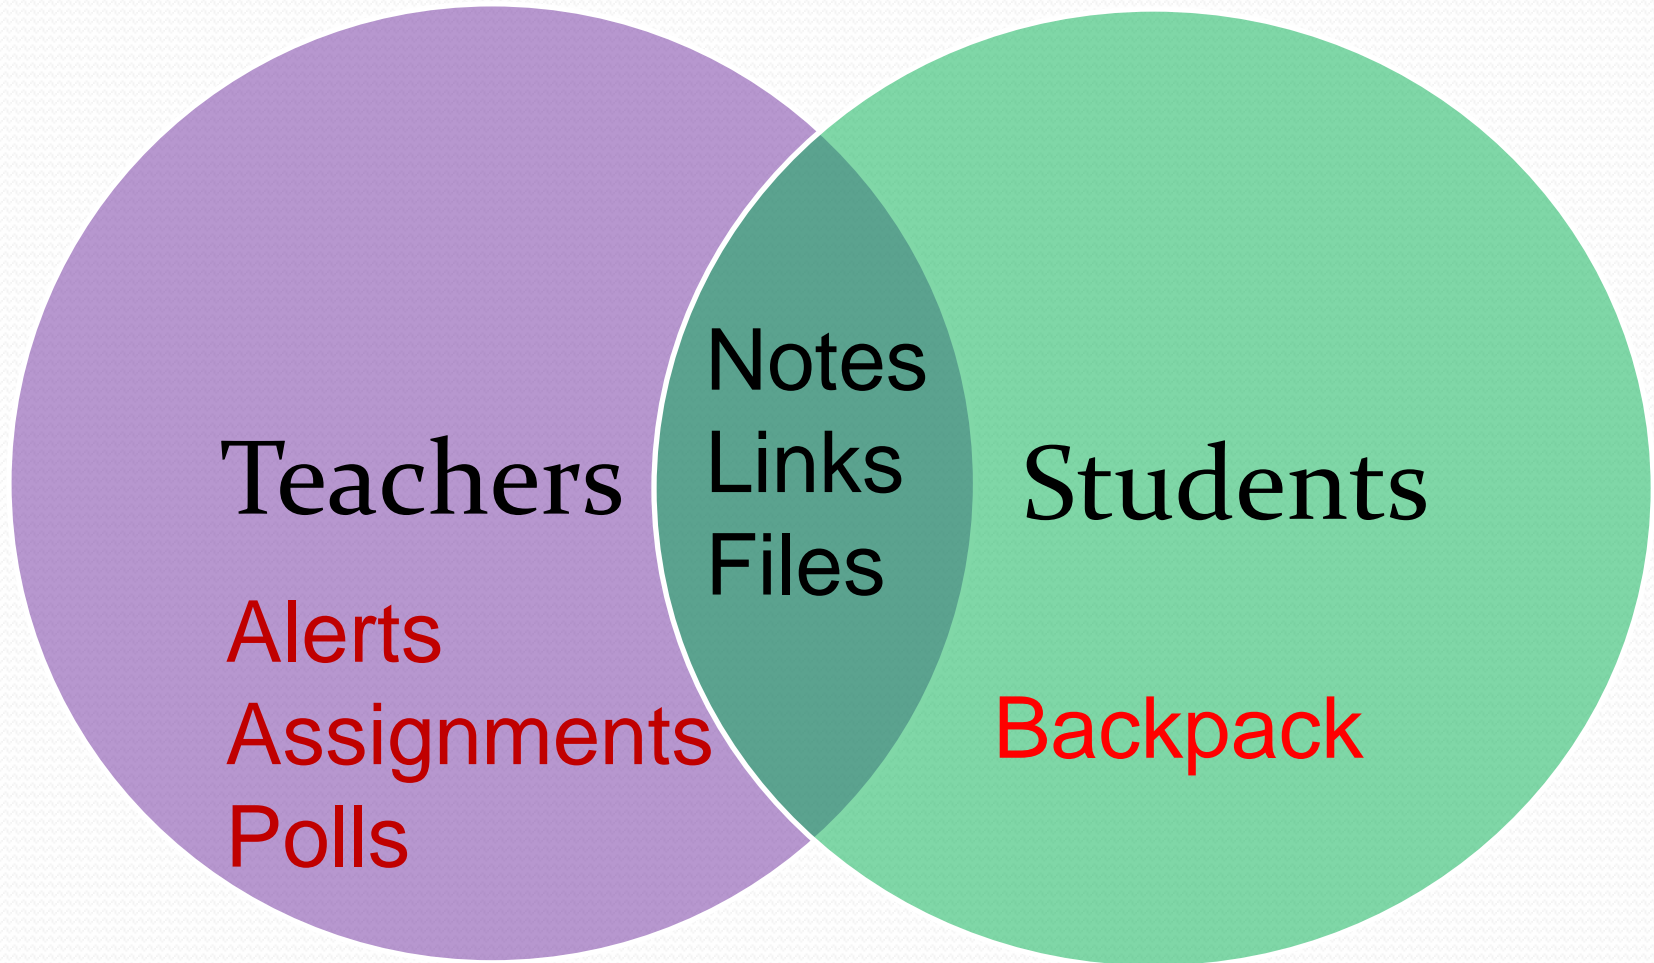 Teachers
Alerts
Assignments
Polls
Notes
Links
Files
Students
Backpack